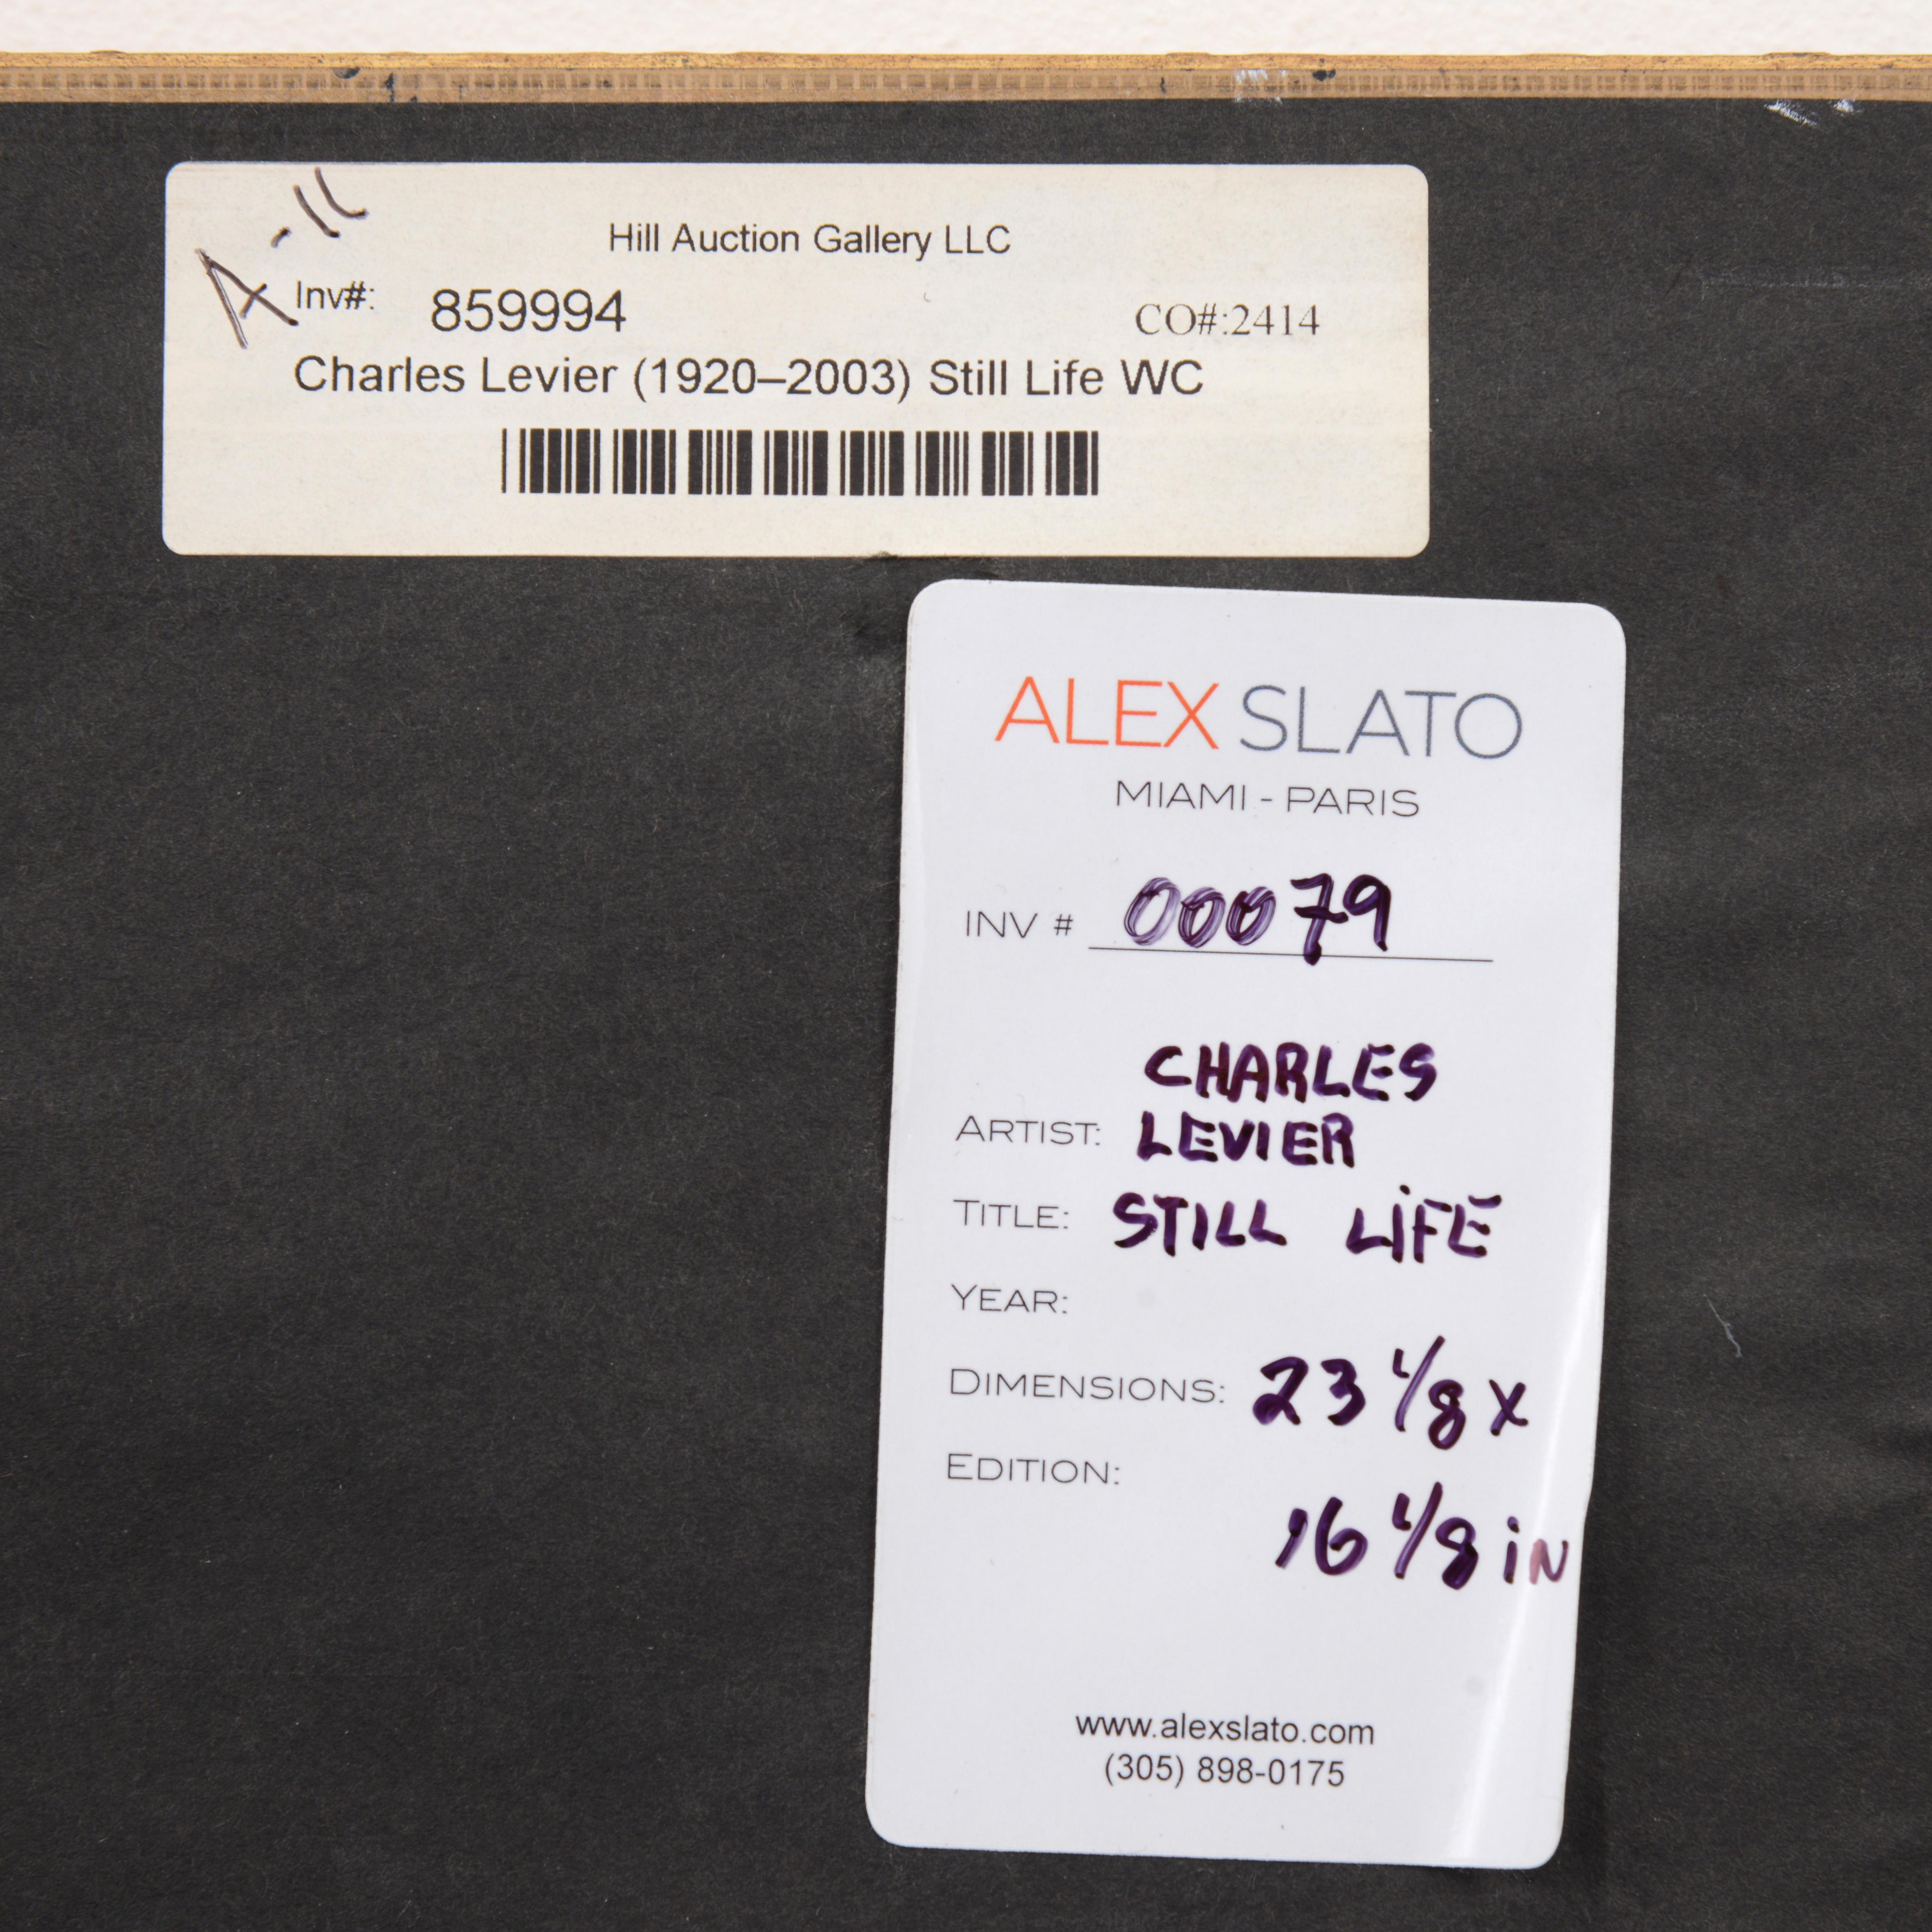 A-11
Hill Auction Gallery LLC
Inv#: 859994 CO#:2414
Charles Levier (1920–2003) Still Life WC
ALEX SLATO
MIAMI - PARIS
INV # 00079
CHARLES
ARTIST: LEVIER
TITLE: STILL LIFE
YEAR:
DIMENSIONS: 23 1/8 x
EDITION:
16 1/8 iN
www.alexslato.com
(305) 898-0175